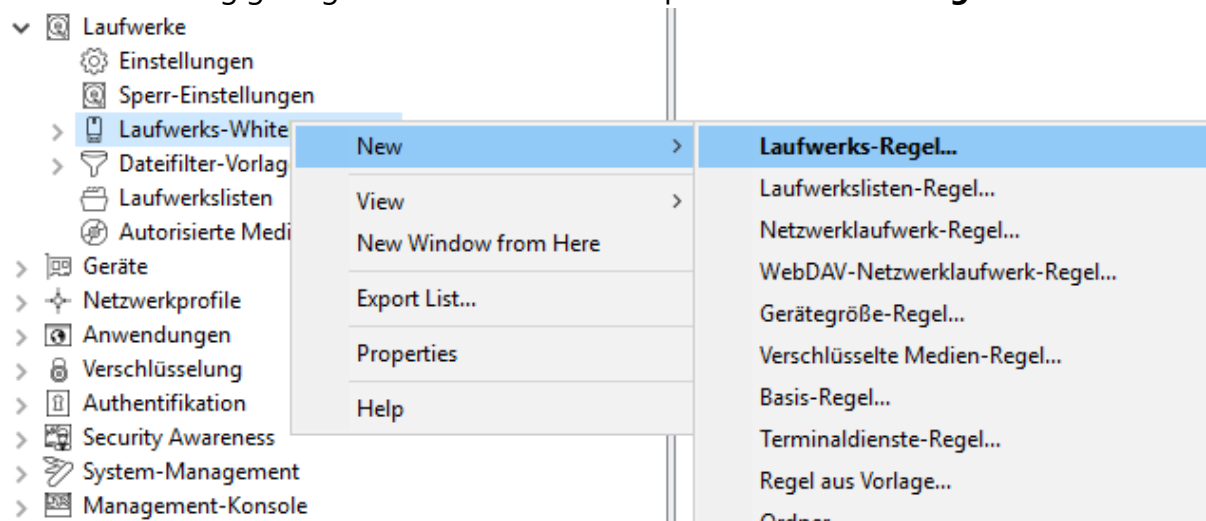 Laufwerke
Einstellungen
Sperr-Einstellungen
Laufwerks-White
Dateifilter-Vorlag
Laufwerkslisten
Autorisierte Medi
Geräte
Netzwerkprofile
Anwendungen
Verschlüsselung
Authentifikation
Security Awareness
System-Management
Management-Konsole
New
View
New Window from Here
Export List...
Properties
Help
Laufwerks-Regel...
Laufwerkslisten-Regel...
Netzwerklaufwerk-Regel...
WebDAV-Netzwerklaufwerk-Regel...
Gerätegröße-Regel...
Verschlüsselte Medien-Regel...
Basis-Regel...
Terminaldienste-Regel...
Regel aus Vorlage...